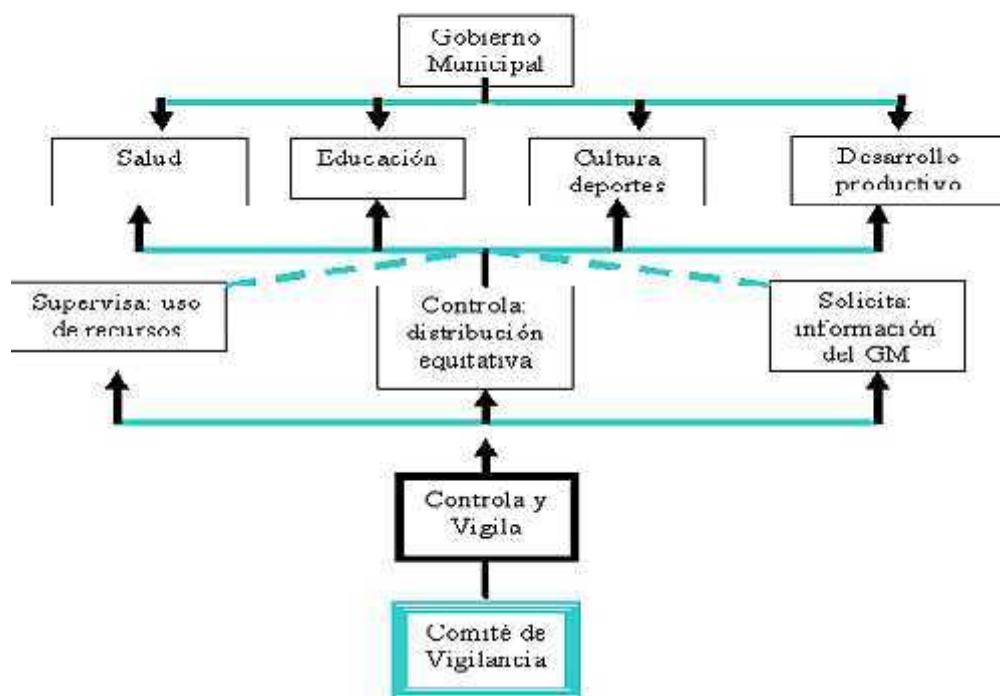 Gobierno
Municipal
Salud
Educación
Cultura
deportes
Desarrollo
productivo
Supervisa: uso
de recursos
Controla:
distribución
equitativa
Solicita:
información
del GM
Controla y
Vigila
Comité de
Vigilancia